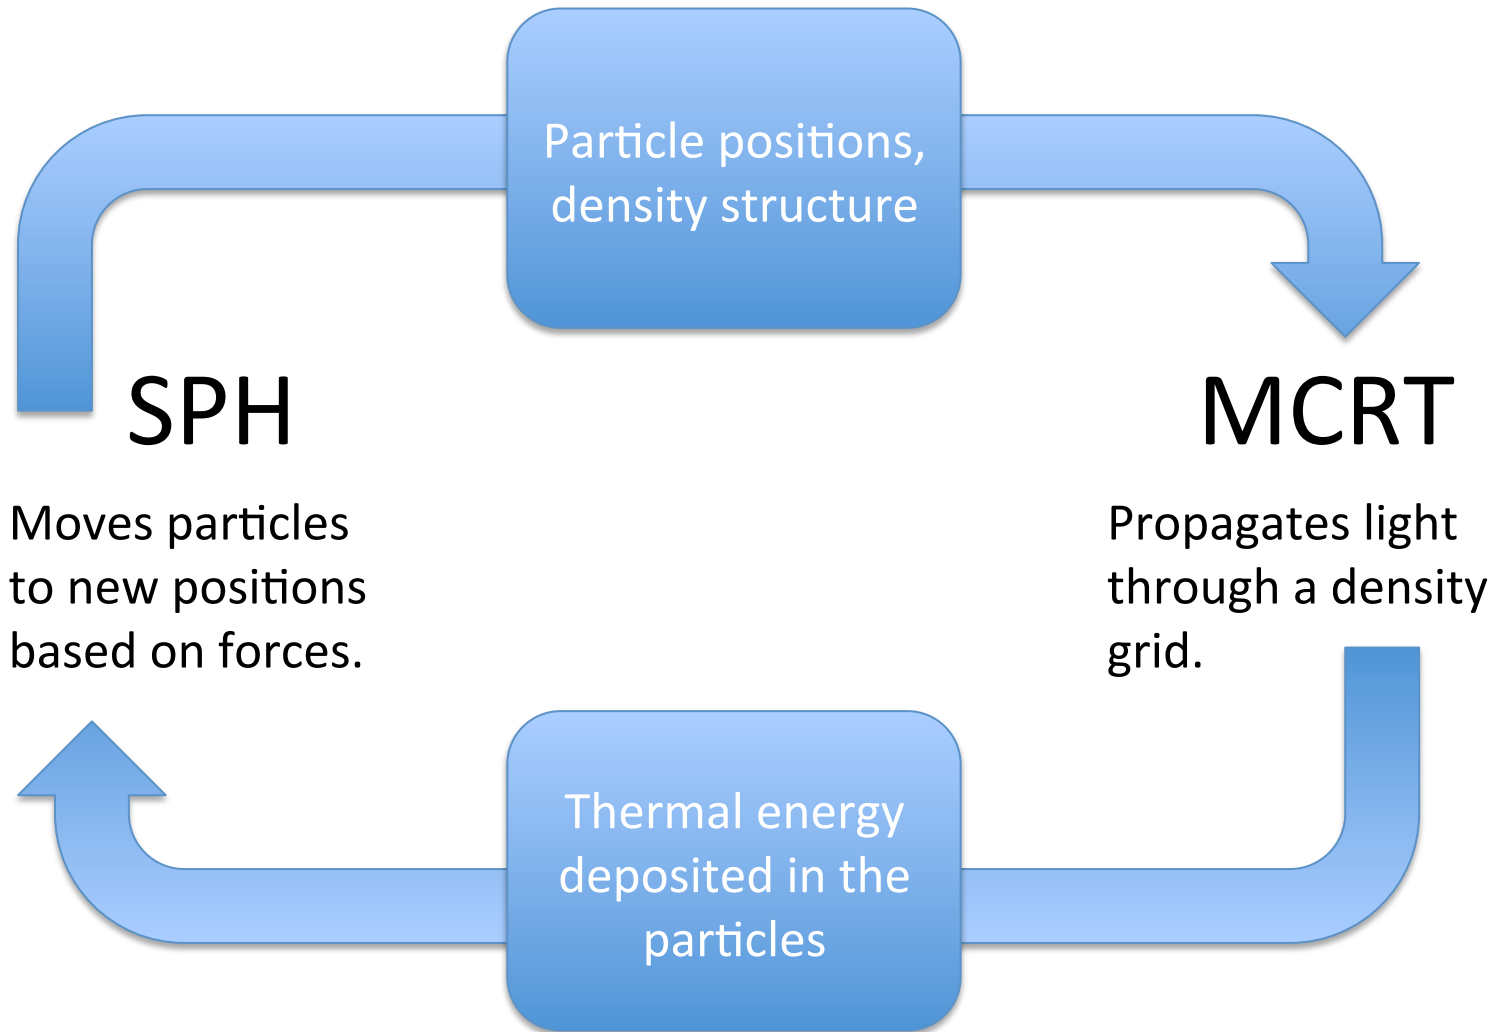 Particle positions,
density structure
SPH
Moves particles
to new positions
based on forces.
MCRT
Propagates light
through a density
grid.
Thermal energy
deposited in the
particles